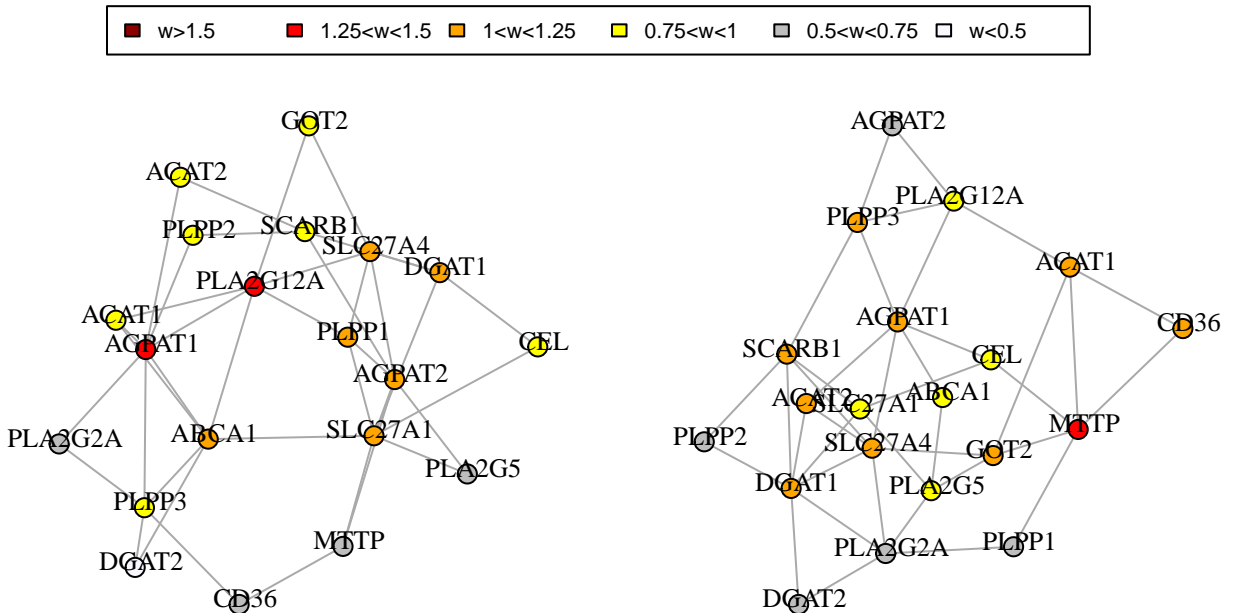 w>1.5 1.25<w<1.5 1<w<1.25 0.75<w<1 0.5<w<0.75 w<0.5
GOT2
ACAT2
PLPP2
SCARB1
SLC27A4
DGAT1
PLA2G12A
ACAT1
AGPAT1
PLPP1
CEL
AGPAT2
PLA2G2A
ABCA1
SLC27A1
PLA2G5
PLPP3
MTTP
DGAT2
CD36
AGPAT2
PLA2G12A
PLPP3
ACAT1
AGPAT1
CD36
SCARB1
CEL
ACAT2
SLC27A1
ABCA1
PLPP2
SLC27A4
GOT2
MTTP
DGAT1
PLA2G5
PLA2G2A
PLPP1
DGAT2